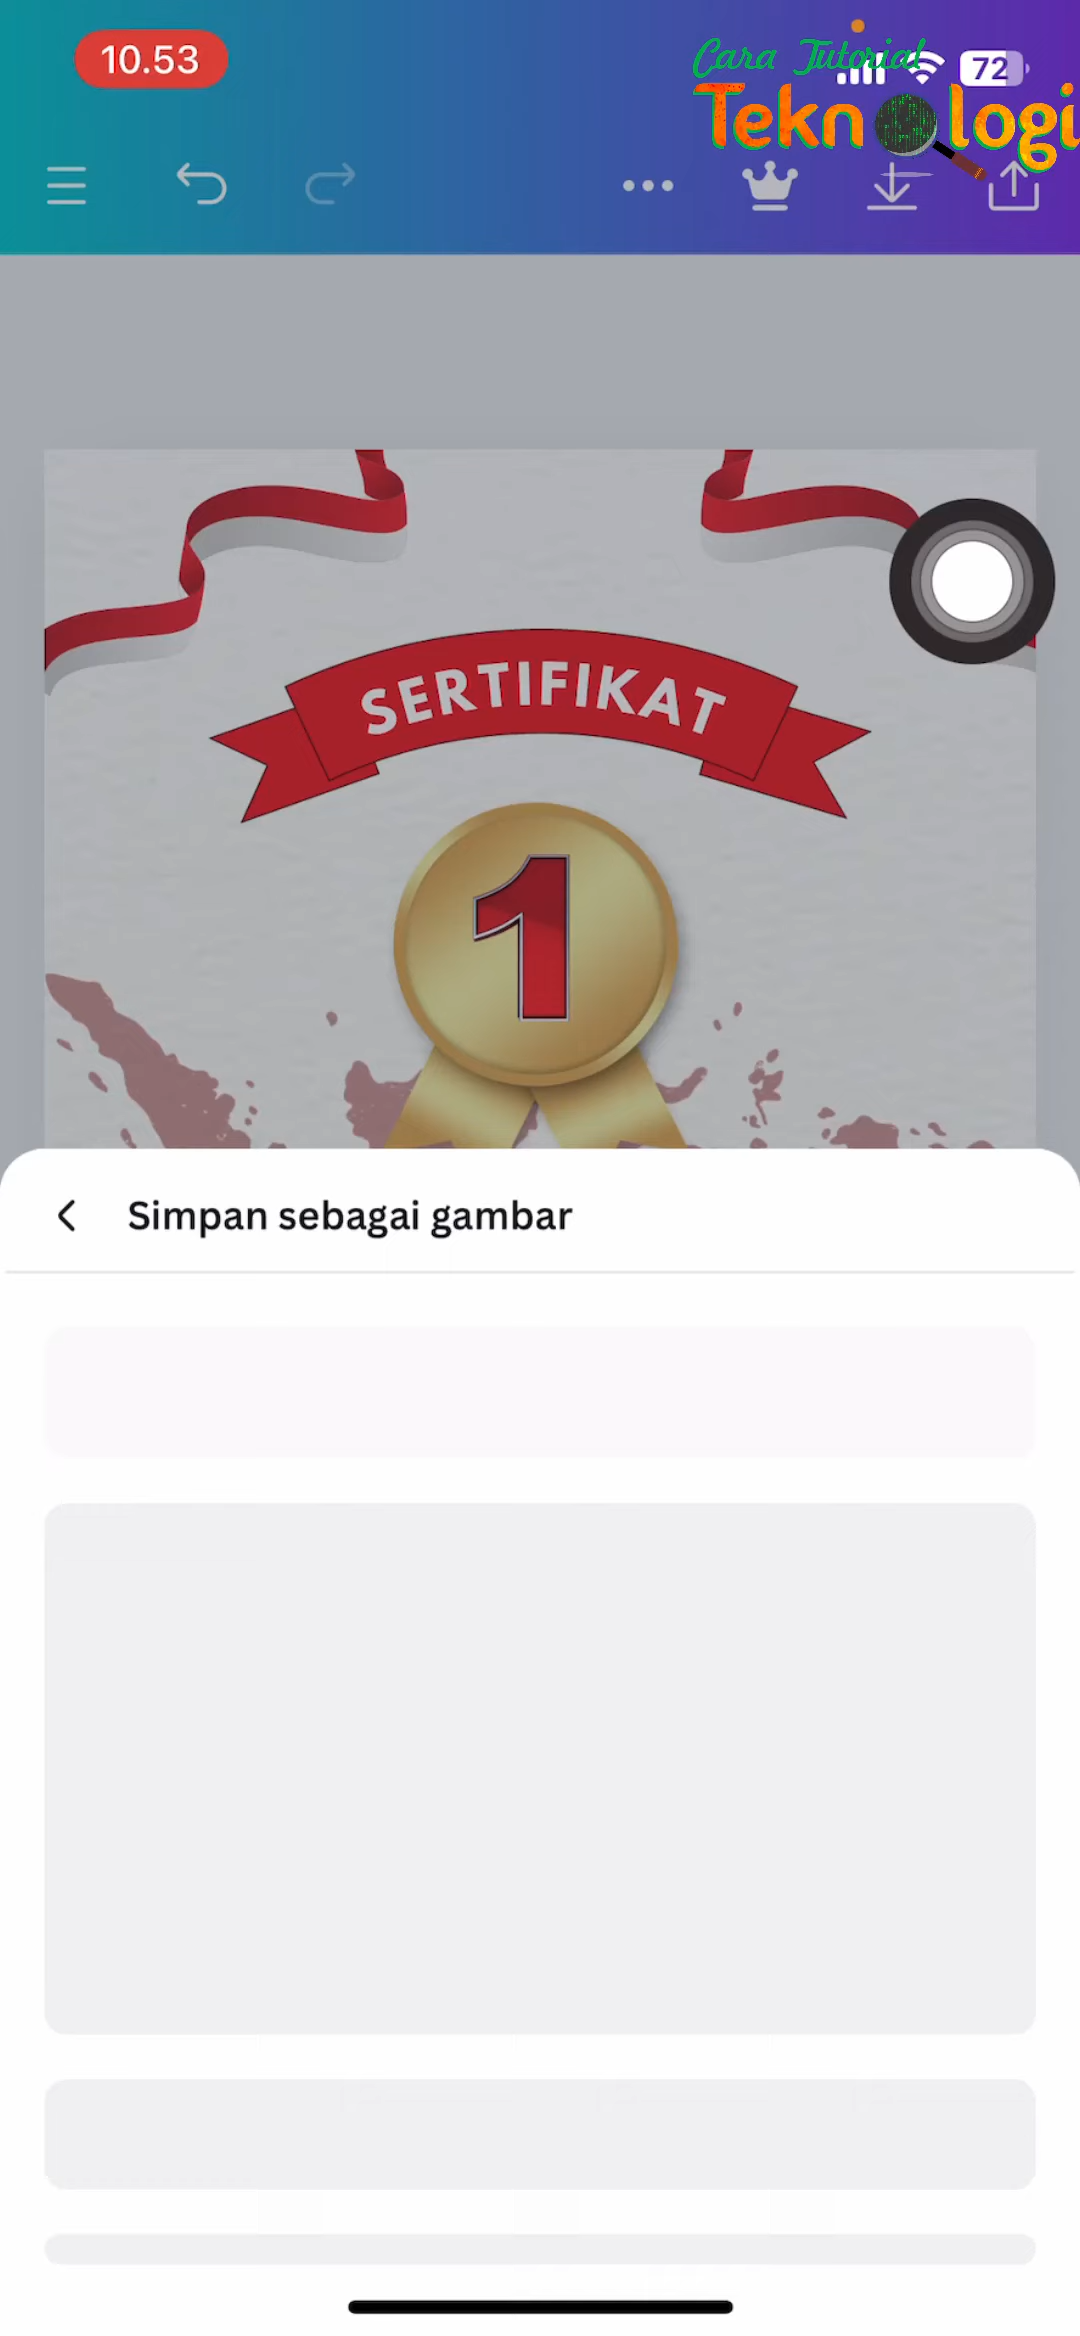 10.53
72
Cara Tutorial
Teknologi
SERTIFIKAT
1
Simpan sebagai gambar